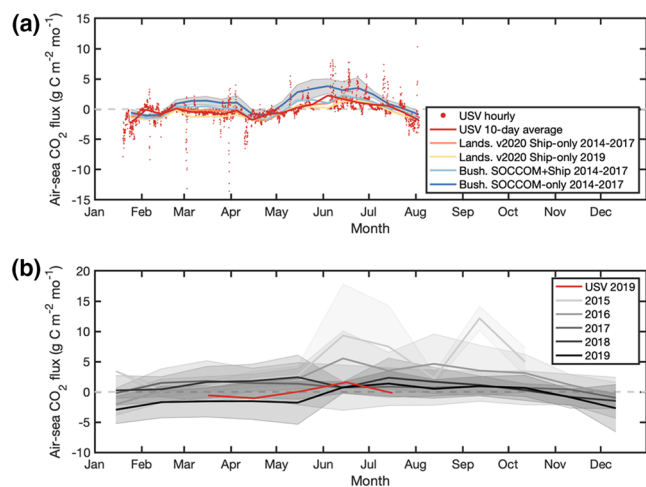 (a)
Air-sea CO2 flux (g C m-2 mo-1)
15
10
5
0
-5
-10
-15
USV hourly
USV 10-day average
Lands. v2020 Ship-only 2014-2017
Lands. v2020 Ship-only 2019
Bush. SOCCOM+Ship 2014-2017
Bush. SOCCOM-only 2014-2017
Jan Feb Mar Apr May Jun Jul Aug Sep Oct Nov Dec
Month
(b)
Air-sea CO2 flux (g C m-2 mo-1)
20
15
10
5
0
-5
-10
USV 2019
2015
2016
2017
2018
2019
Jan Feb Mar Apr May Jun Jul Aug Sep Oct Nov Dec
Month